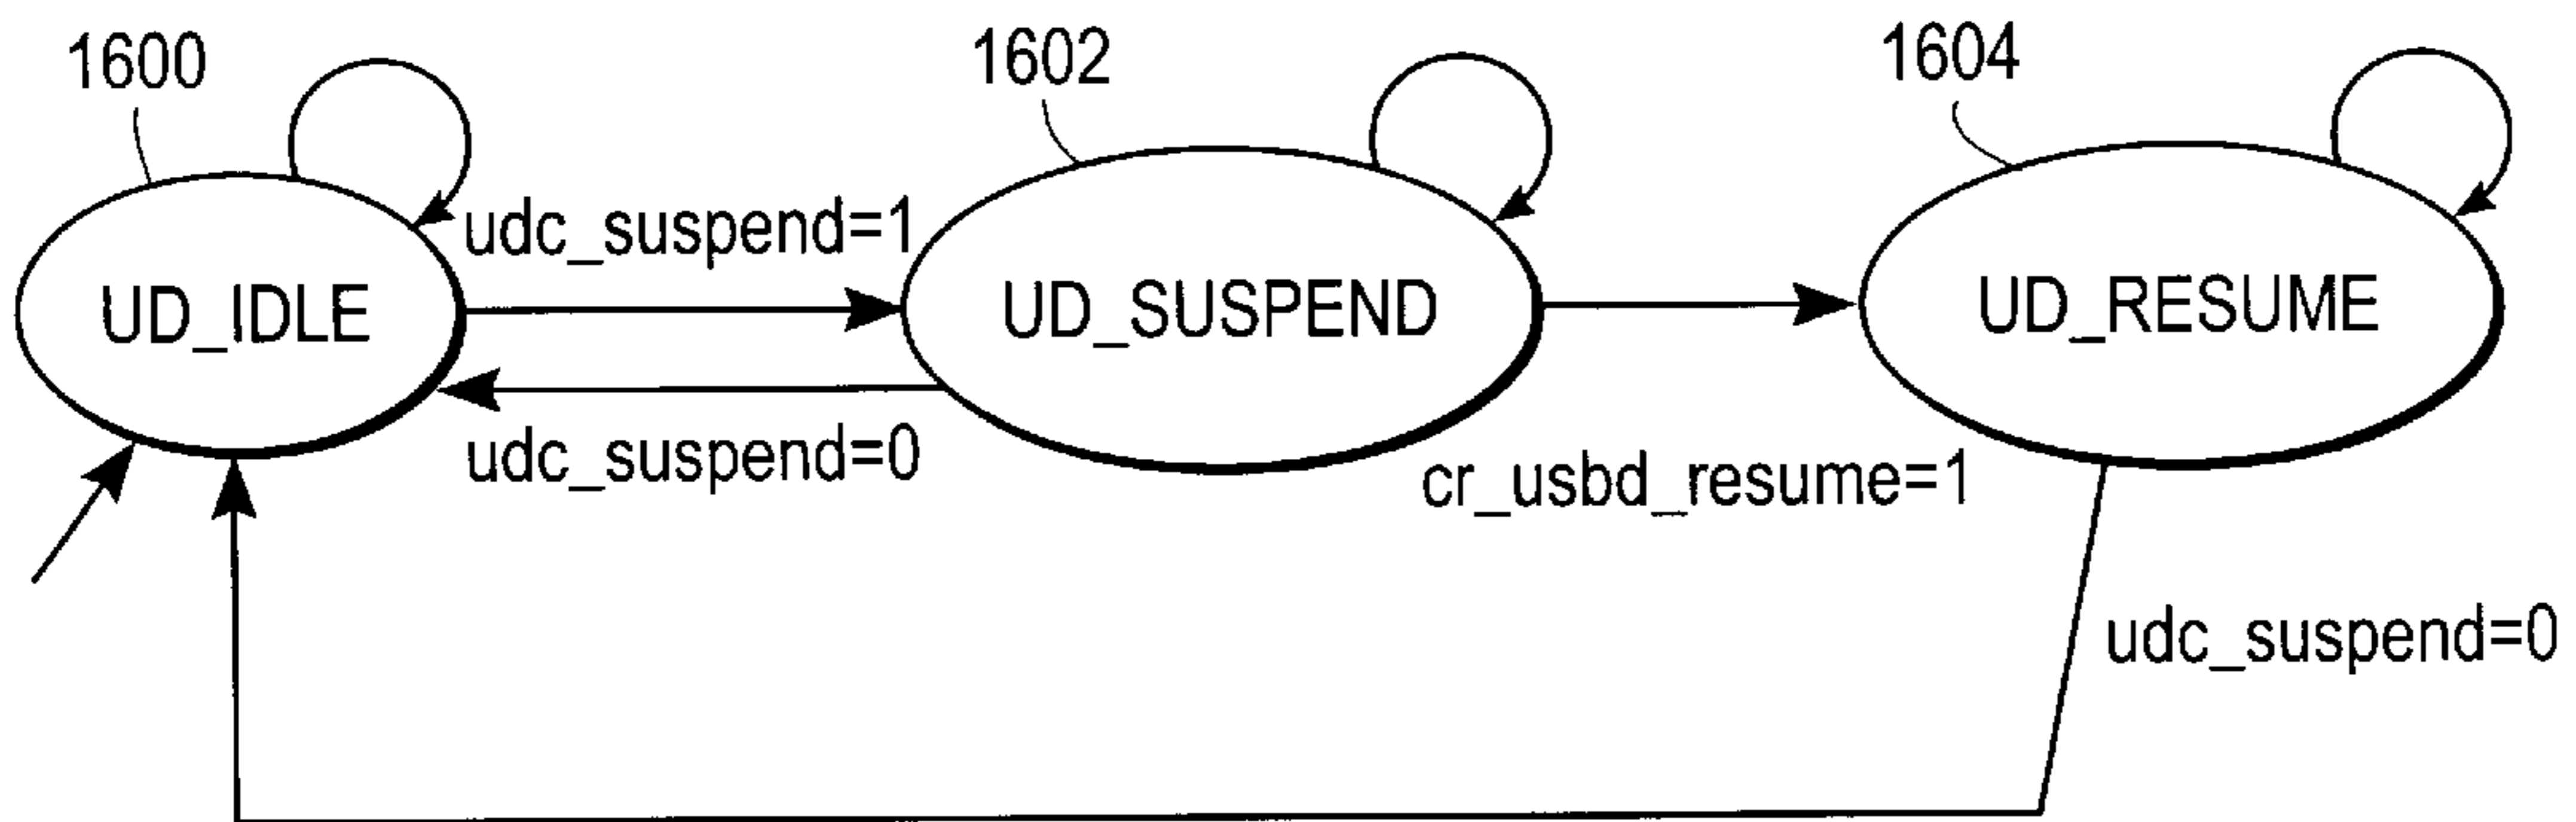 1600
1602
1604
udc_suspend=1
UD_IDLE
UD_SUSPEND
UD_RESUME
udc_suspend=0
cr_usbd_resume=1
udc_suspend=0